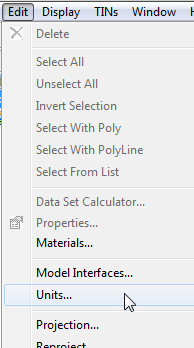 Edit Display TINs Window
Delete
Select All
Unselect All
Invert Selection
Select With Poly
Select With PolyLine
Select From List
Data Set Calculator...
Properties...
Materials...
Model Interfaces...
Units...
Projection...
Reproject